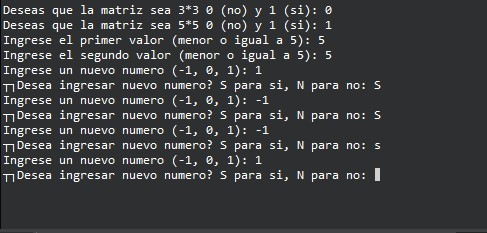 Deseas que la matriz sea 3*3 0 (no) y 1 (si): 0
Deseas que la matriz sea 5*5 0 (no) y 1 (si): 1
Ingrese el primer valor (menor o igual a 5): 5
Ingrese el segundo valor (menor o igual a 5): 5
Ingrese un nuevo numero (-1, 0, 1): 1
┐┐Desea ingresar nuevo numero? S para si, N para no: S
Ingrese un nuevo numero (-1, 0, 1): -1
┐┐Desea ingresar nuevo numero? S para si, N para no: S
Ingrese un nuevo numero (-1, 0, 1): -1
┐┐Desea ingresar nuevo numero? S para si, N para no: s
Ingrese un nuevo numero (-1, 0, 1): 1
┐┐Desea ingresar nuevo numero? S para si, N para no: